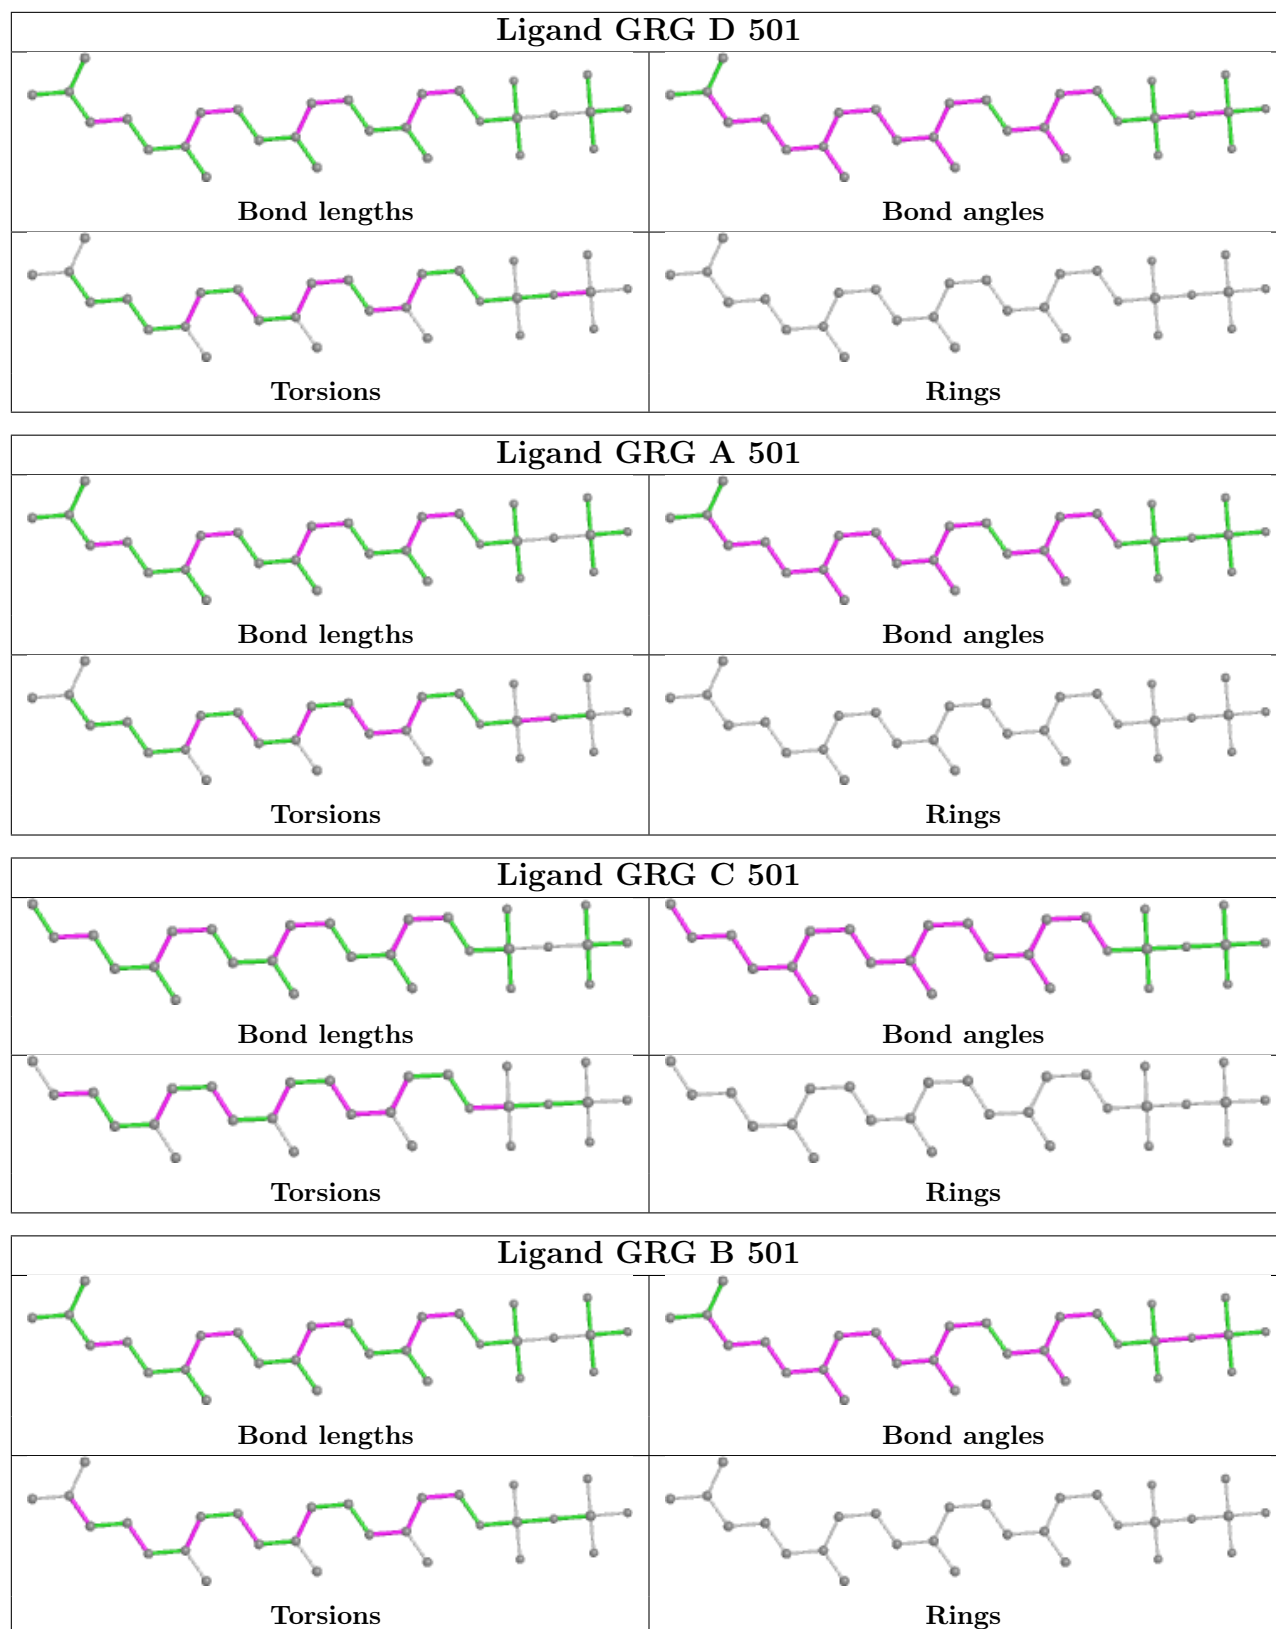 Ligand GRG D 501
Bond lengths
Bond angles
Torsions
Rings
Ligand GRG A 501
Bond lengths
Bond angles
Torsions
Rings
Ligand GRG C 501
Bond lengths
Bond angles
Torsions
Rings
Ligand GRG B 501
Bond lengths
Bond angles
Torsions
Rings